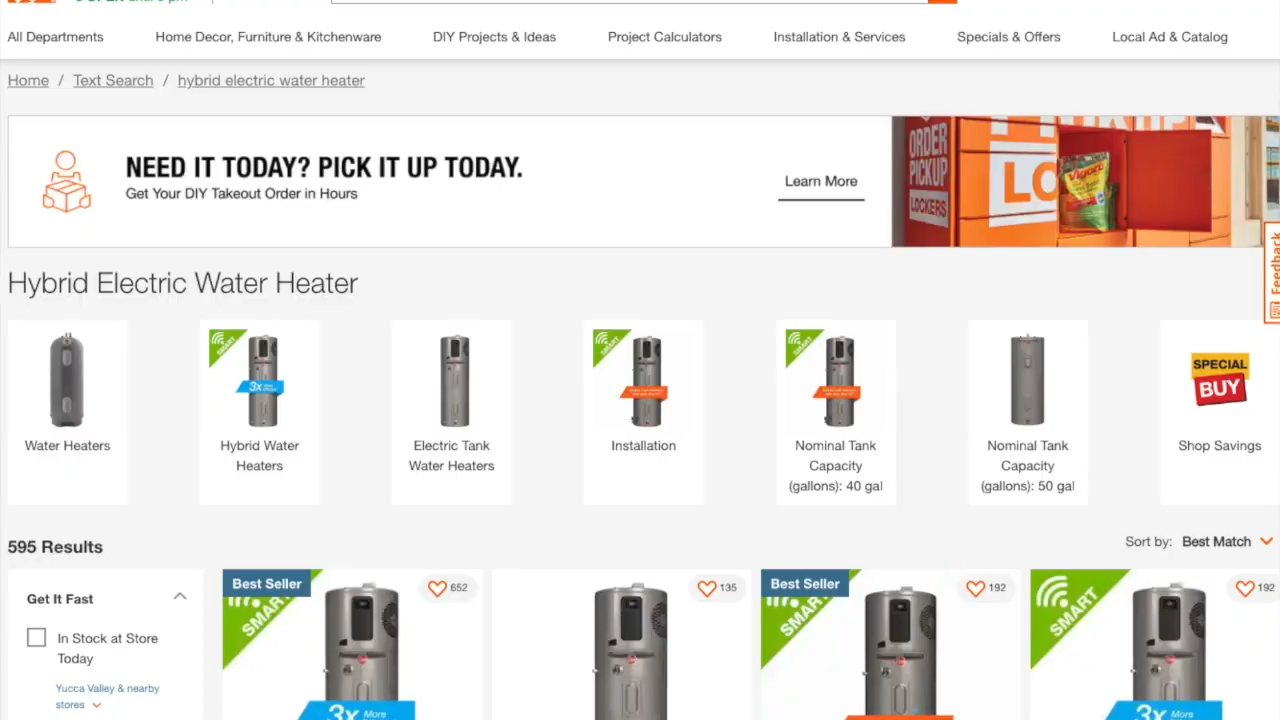 All Departments
Home Decor, Furniture & Kitchenware
DIY Projects & Ideas
Project Calculators
Installation & Services
Specials & Offers
Local Ad & Catalog
Home / Text Search / hybrid electric water heater
NEED IT TODAY? PICK IT UP TODAY.
Get Your DIY Takeout Order in Hours
Learn More
ORDER
PICKUP
LOCKERS
LO
Vigoro
Feedback
Hybrid Electric Water Heater
SMART
3x
SMART
SMART
SPECIAL
BUY
Water Heaters
Hybrid Water
Heaters
Electric Tank
Water Heaters
Installation
Nominal Tank
Capacity
(gallons): 40 gal
Nominal Tank
Capacity
(gallons): 50 gal
Shop Savings
595 Results
Sort by: Best Match
Get It Fast
In Stock at Store
Today
Yucca Valley & nearby
stores
Best Seller
SMART
652
3x More
135
Best Seller
SMART
192
SMART
192
3x More